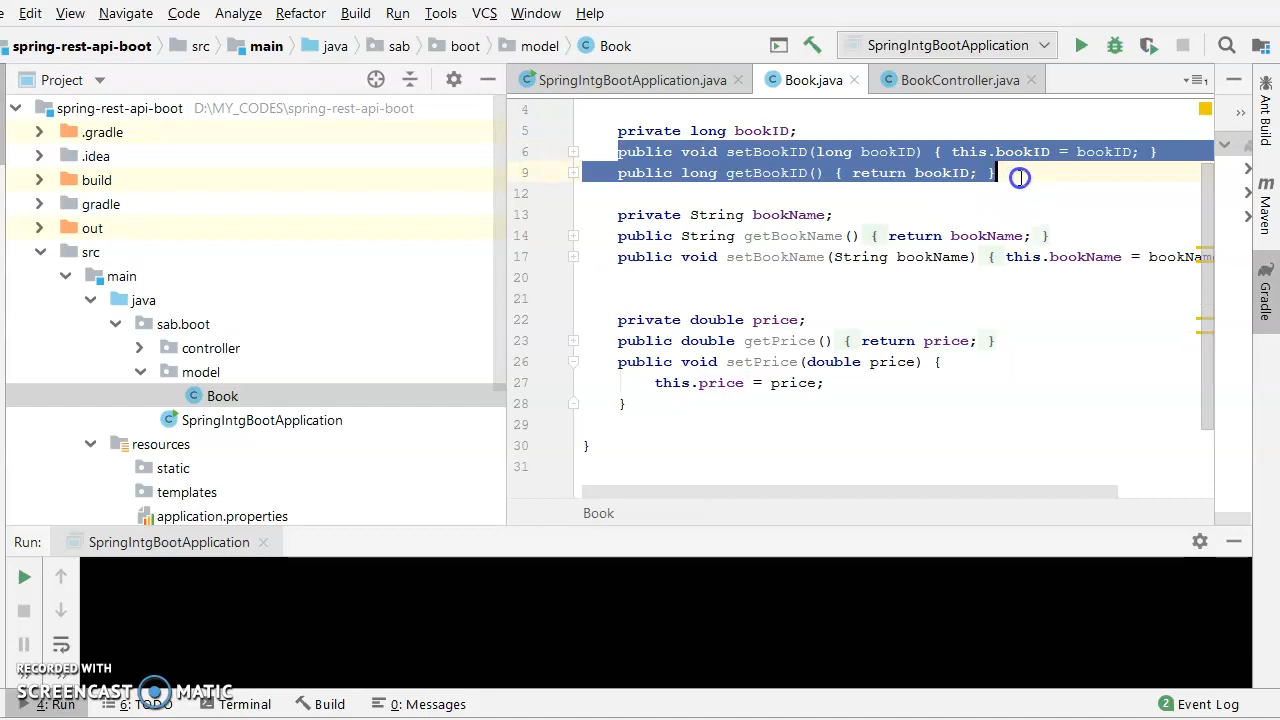 Edit View Navigate Code Analyze Refactor Build Run Tools VCS Window Help
spring-rest-api-boot src main java sab boot model Book SpringIntgBootApplication
Project SpringIntgBootApplication.java Book.java BookController.java
spring-rest-api-boot D:\MY_CODES\spring-rest-api-boot
.gradle
.idea
build
gradle
out
src
main
java
sab.boot
controller
model
Book
SpringIntgBootApplication
resources
static
templates
application.properties
4
5 private long bookID;
6 public void setBookID(long bookID) { this.bookID = bookID; }
9 public long getBookID() { return bookID; }
12
13 private String bookName;
14 public String getBookName() { return bookName; }
17 public void setBookName(String bookName) { this.bookName = bookNam
20
21
22 private double price;
23 public double getPrice() { return price; }
26 public void setPrice(double price) {
27 this.price = price;
28 }
29
30 }
31
Book
Ant Build
Maven
Gradle
Run: SpringIntgBootApplication
RECORDED WITH
SCREENCAST MATIC
4: Run 6: TODO Terminal Build 0: Messages 2 Event Log